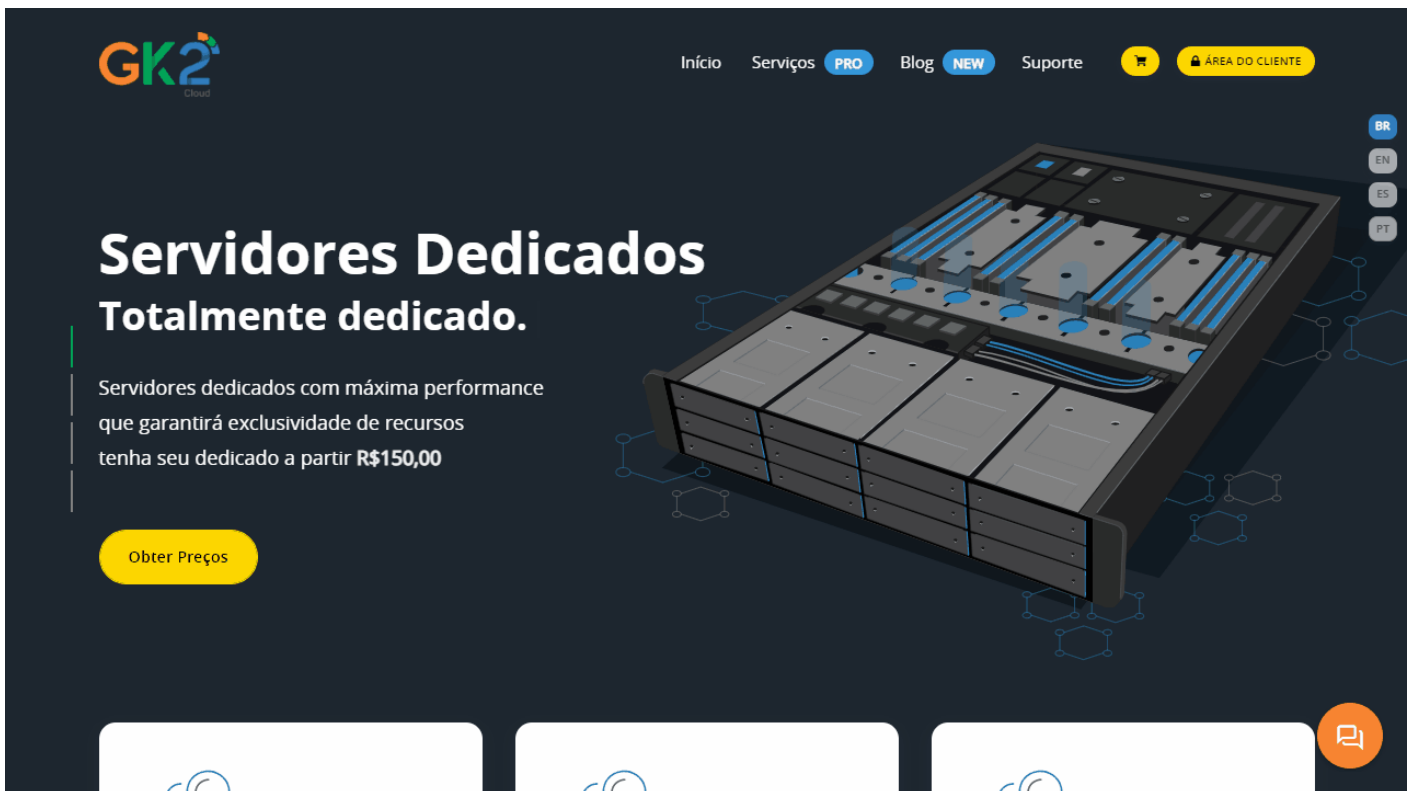 GK2
Cloud
Início Serviços PRO Blog NEW Suporte ÁREA DO CLIENTE
BR
EN
ES
PT
Servidores Dedicados
Totalmente dedicado.
Servidores dedicados com máxima performance
que garantirá exclusividade de recursos
tenha seu dedicado a partir R$150,00
Obter Preços